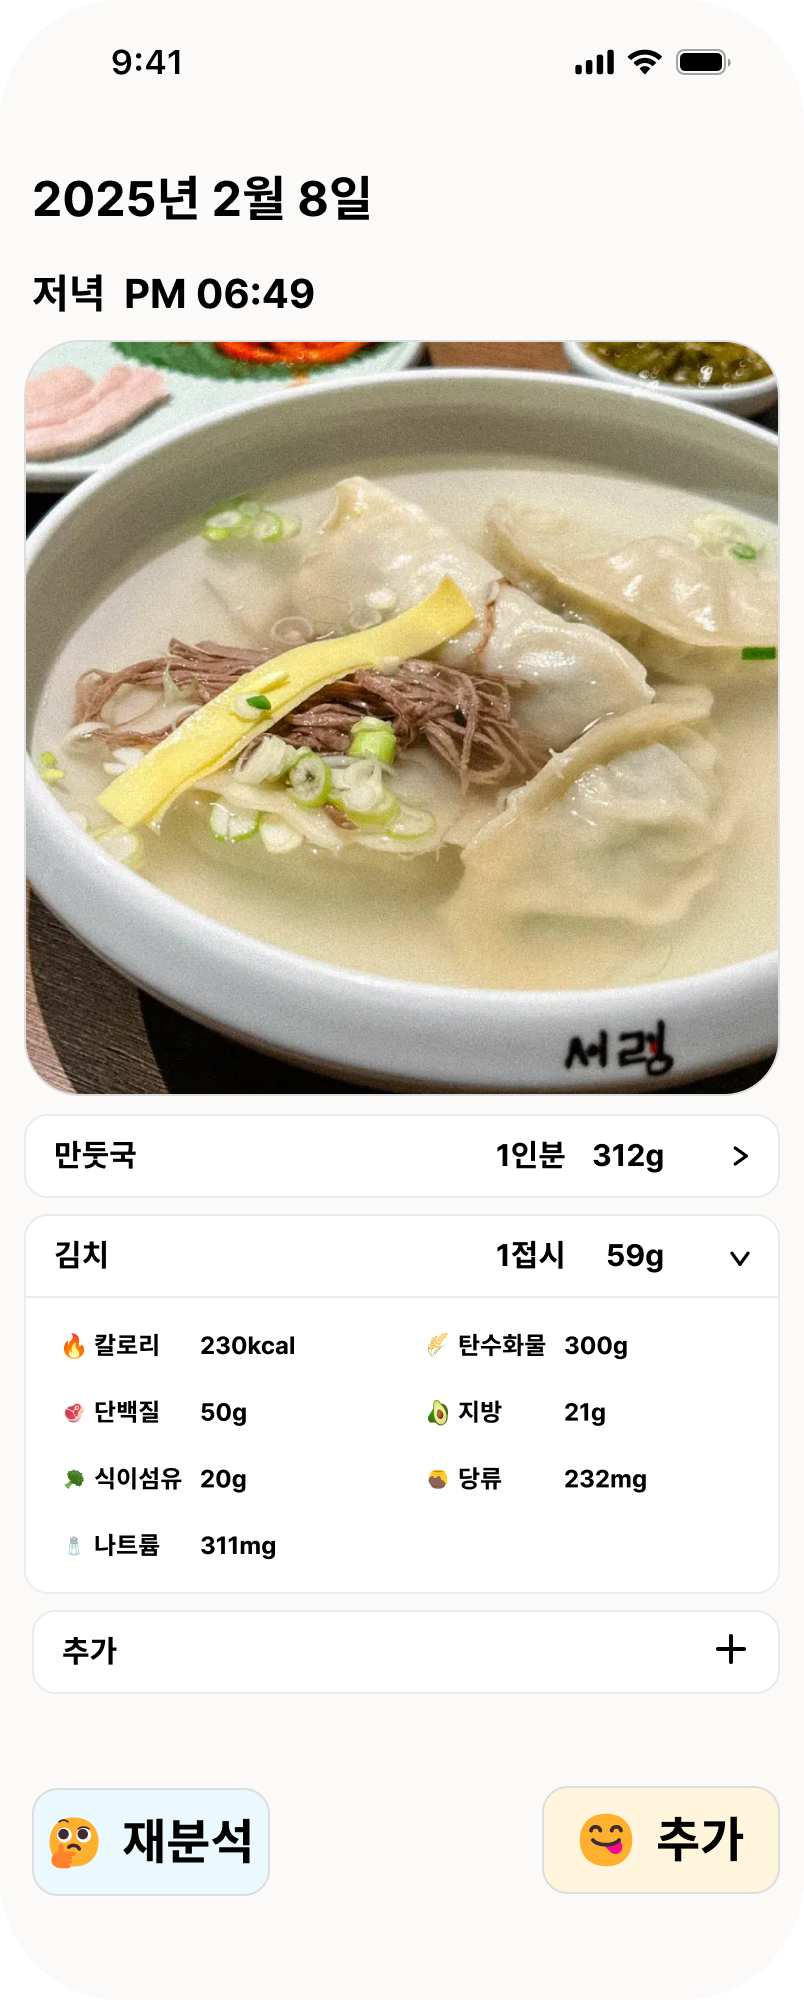 9:41
2025년 2월 8일
저녁 PM 06:49
서령
만둣국 1인분 312g >
김치 1접시 59g
🔥 칼로리 230kcal 🌾 탄수화물 300g
🥩 단백질 50g 🥑 지방 21g
🥦 식이섬유 20g 🍯 당류 232mg
🧂 나트륨 311mg
추가 +
🤔 재분석 😋 추가